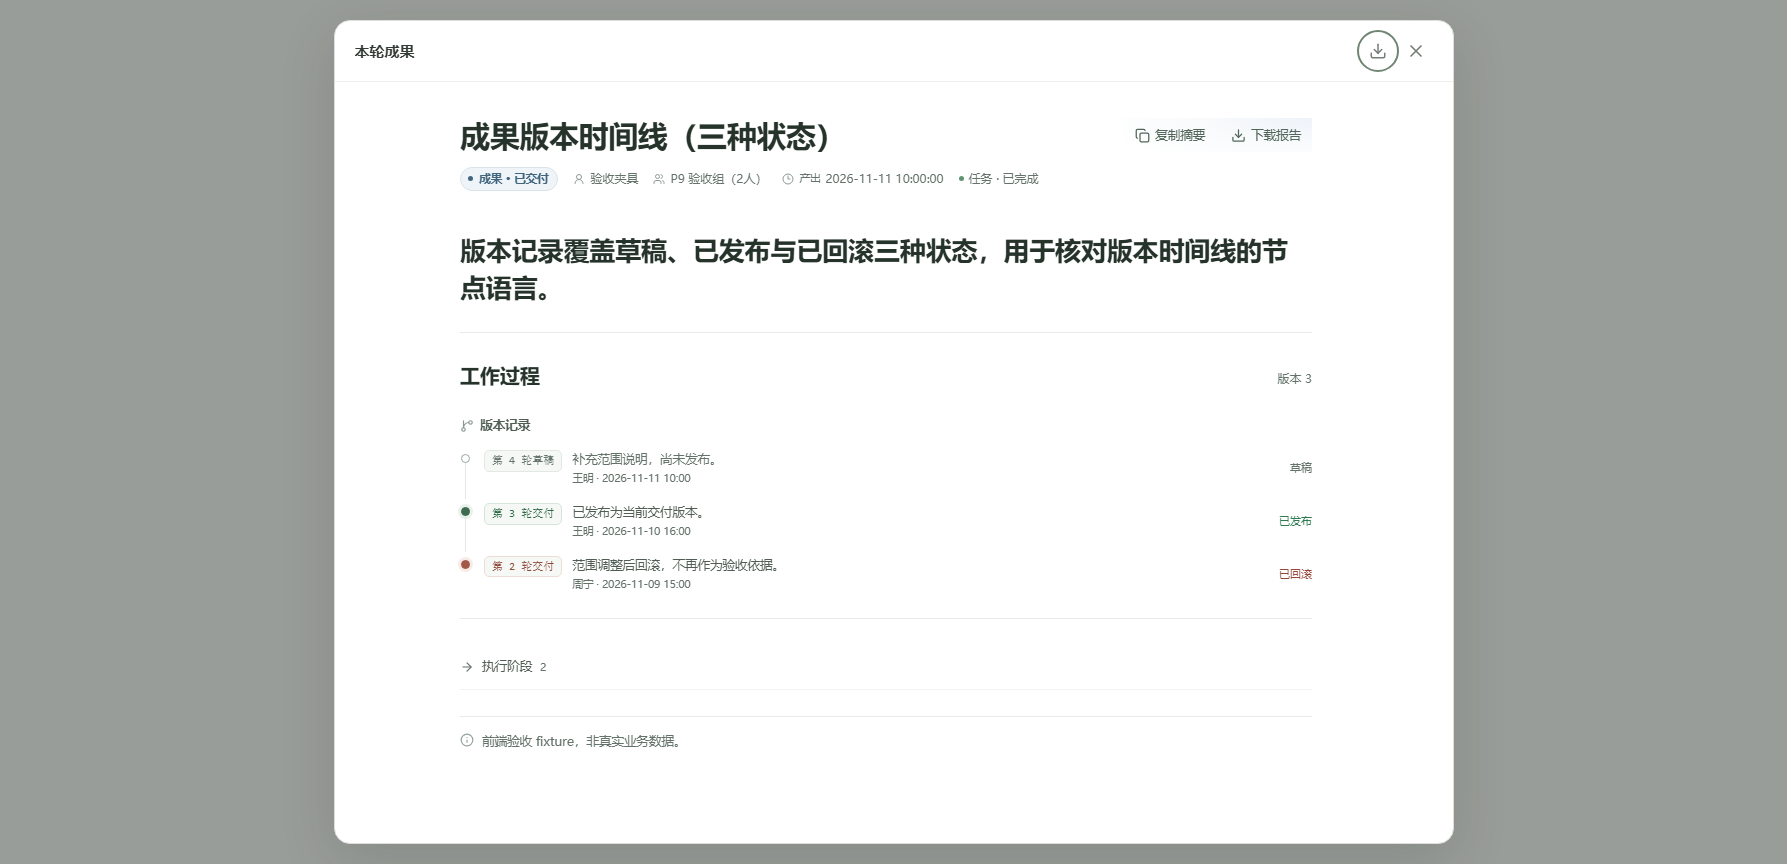 本轮成果
成果版本时间线（三种状态）
复制摘要
下载报告
成果 • 已交付
验收夹具
P9 验收组（2人）
产出 2026-11-11 10:00:00
任务 · 已完成
版本记录覆盖草稿、已发布与已回滚三种状态，用于核对版本时间线的节
点语言。
工作过程
版本 3
版本记录
第 4 轮草稿
补充范围说明，尚未发布。
王明 · 2026-11-11 10:00
草稿
第 3 轮交付
已发布为当前交付版本。
王明 · 2026-11-10 16:00
已发布
第 2 轮交付
范围调整后回滚，不再作为验收依据。
周宁 · 2026-11-09 15:00
已回滚
执行阶段 2
前端验收 fixture，非真实业务数据。